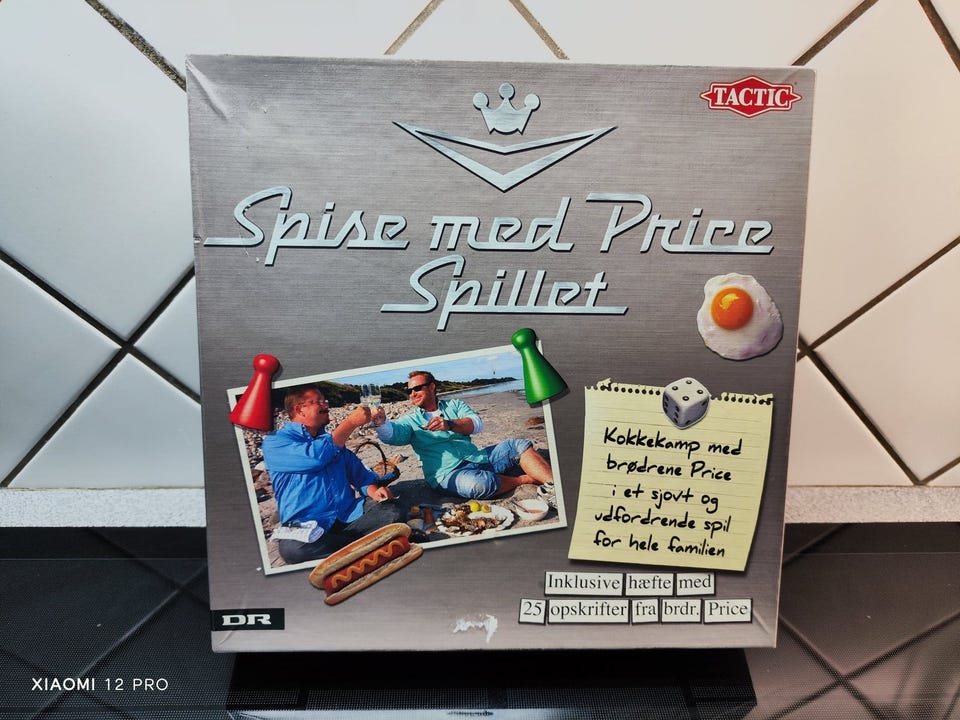 TACTIC
Spise med Price
Spillet
Kokkekamp med
brødrene Price
i et sjovt og
udfordrende spil
for hele familien
Inklusive hæfte med
25 opskrifter fra brdr. Price
DR
XIAOMI 12 PRO